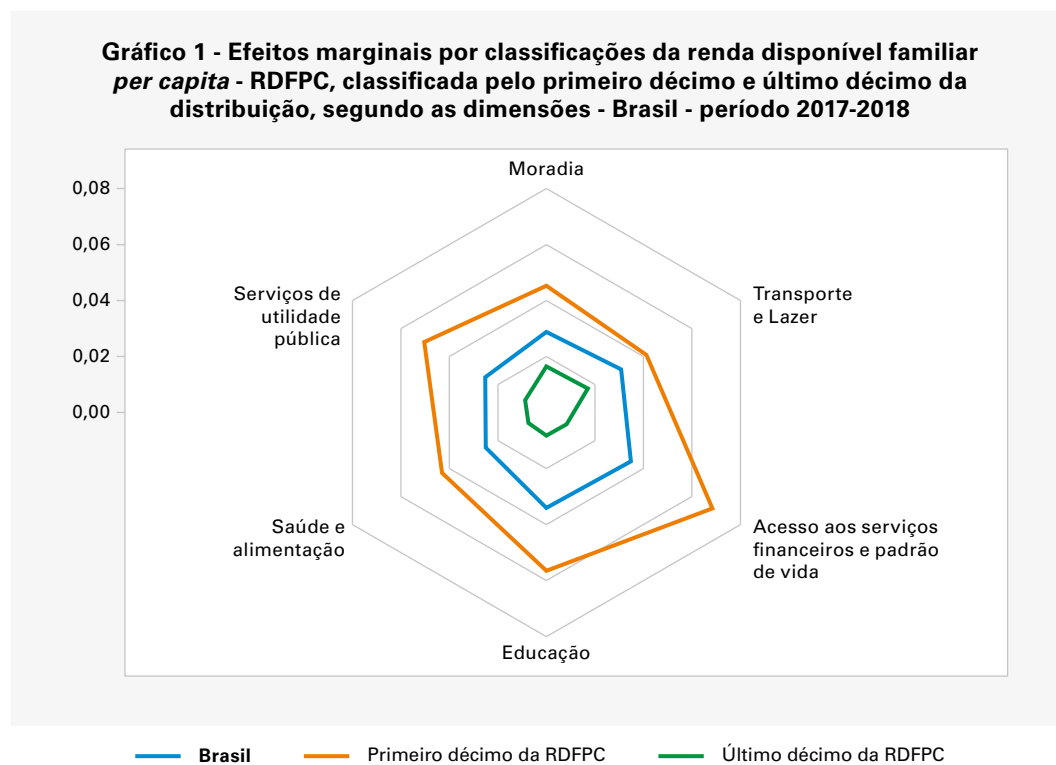 Gráfico 1 - Efeitos marginais por classificações da renda disponível familiar
per capita - RDFPC, classificada pelo primeiro décimo e último décimo da
distribuição, segundo as dimensões - Brasil - período 2017-2018
Moradia
0,08
0,06
0,04
0,02
0,00
Serviços de
utilidade
pública
Transporte
e Lazer
Saúde e
alimentação
Acesso aos serviços
financeiros e padrão
de vida
Educação
Brasil
Primeiro décimo da RDFPC
Último décimo da RDFPC